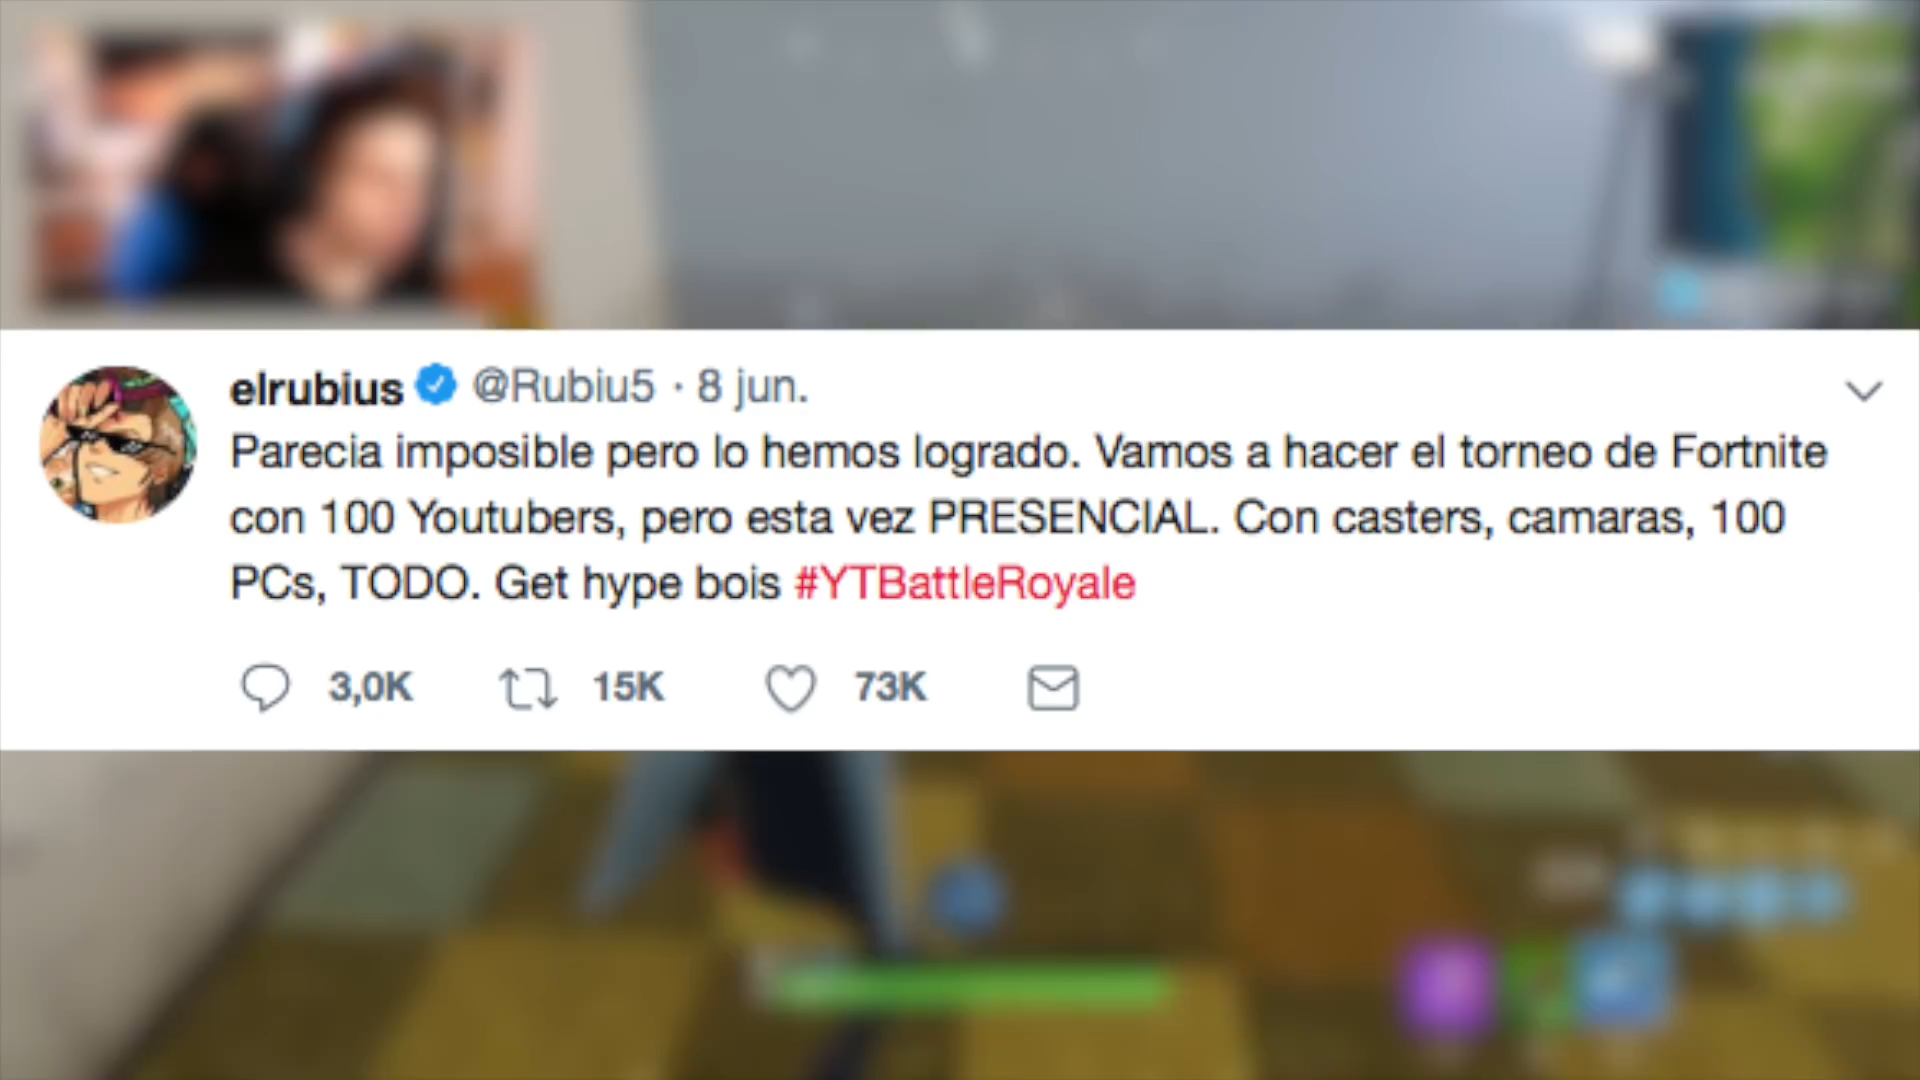 elrubius @Rubiu5 · 8 jun.
Parecia imposible pero lo hemos logrado. Vamos a hacer el torneo de Fortnite
con 100 Youtubers, pero esta vez PRESENCIAL. Con casters, camaras, 100
PCs, TODO. Get hype bois #YTBattleRoyale
3,0K 15K 73K